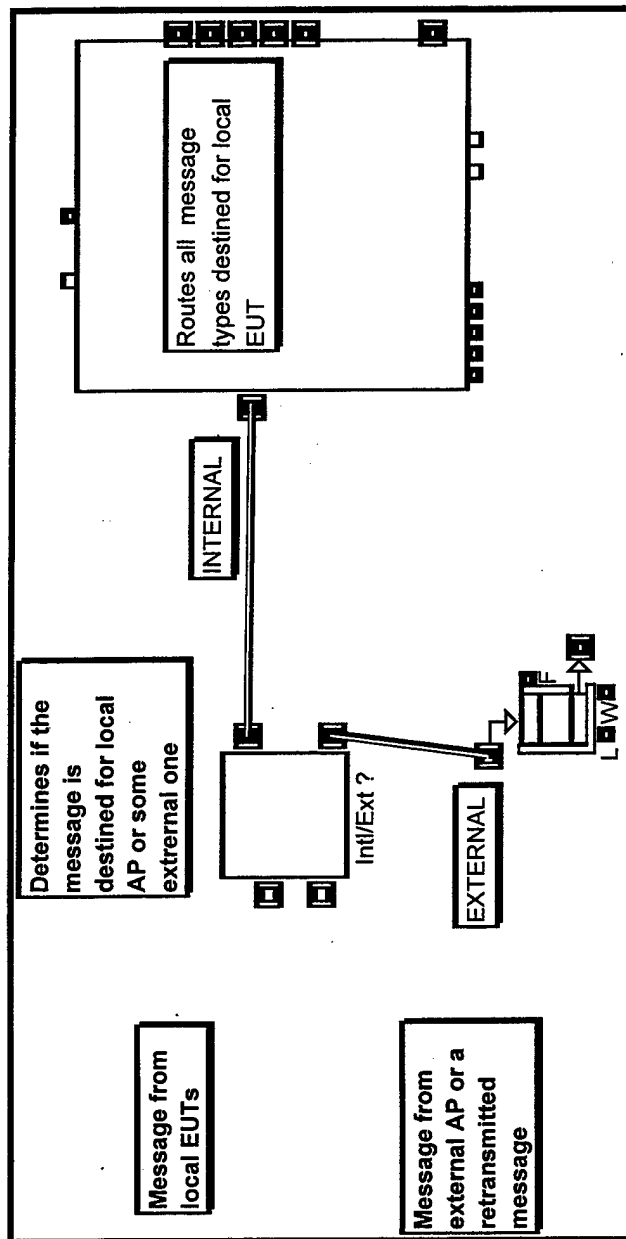 Message from
local EUTs
Message from
external AP or a
retransmitted
message
Determines if the
message is
destined for local
AP or some
extrernal one
Intl/Ext ?
EXTERNAL
INTERNAL
F
L W
Routes all message
types destined for local
EUT